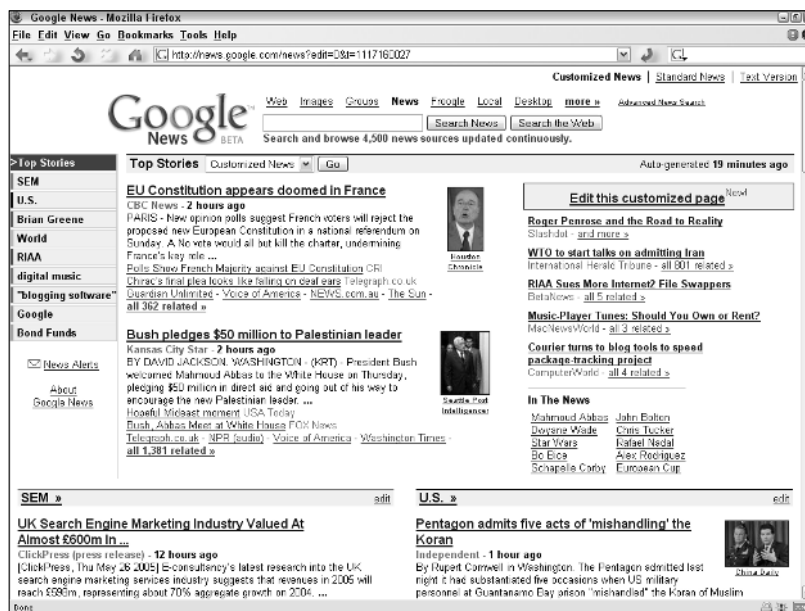 Google News - Mozilla Firefox
File Edit View Go Bookmarks Tools Help
http://news.google.com/news?edit=0&t=1117160027
Customized News | Standard News | Text Version
Google News BETA
Web Images Groups News Froogle Local Desktop more » Advanced News Search
Search News Search the Web
Search and browse 4,500 news sources updated continuously.
>Top Stories
SEM
U.S.
Brian Greene
World
RIAA
digital music
"blogging software"
Google
Bond Funds
News Alerts
About
Google News
Top Stories Customized News Go Auto-generated 19 minutes ago
EU Constitution appears doomed in France
CBC News - 2 hours ago
PARIS - New opinion polls suggest French voters will reject the
proposed new European Constitution in a national referendum on
Sunday. A No vote would all but kill the charter, undermining
France's key role ...
Polls Show French Majority against EU Constitution CRI
Chirac's final plea looks like falling on deaf ears Telegraph.co.uk
Guardian Unlimited - Voice of America - NEWS.com.au - The Sun -
all 362 related »
Houston
Chronicle
Bush pledges $50 million to Palestinian leader
Kansas City Star - 2 hours ago
BY DAVID JACKSON. WASHINGTON - (KRT) - President Bush
welcomed Mahmoud Abbas to the White House on Thursday,
pledging $50 million in direct aid and going out of his way to
encourage the new Palestinian leader. ...
Hopeful Mideast moment USA Today
Bush, Abbas Meet at White House FOX News
Telegraph.co.uk - NPR (audio) - Voice of America - Washington Times -
all 1,381 related »
Seattle Post
Intelligencer
Edit this customized page New!
Roger Penrose and the Road to Reality
Slashdot - and more »
WTO to start talks on admitting Iran
International Herald Tribune - all 601 related »
RIAA Sues More Internet2 File Swappers
BetaNews - all 5 related »
Music-Player Tunes: Should You Own or Rent?
MacNewsWorld - all 3 related »
Courier turns to blog tools to speed
package-tracking project
ComputerWorld - all 4 related »
In The News
Mahmoud Abbas John Bolton
Dwyane Wade Chris Tucker
Star Wars Rafael Nadal
Bo Bice Alex Rodriguez
Schapelle Corby European Cup
SEM » edit
UK Search Engine Marketing Industry Valued At
Almost £600m In ...
ClickPress (press release) - 12 hours ago
[ClickPress, Thu May 26 2005] E-consultancy's latest research into the UK
search engine marketing services industry suggests that revenues in 2005 will
reach £598m, representing about 70% aggregate growth on 2004. ...
U.S. » edit
Pentagon admits five acts of 'mishandling' the
Koran
Independent - 1 hour ago
By Rupert Cornwell in Washington. The Pentagon admitted last
night it had substantiated five occasions when US military
personnel at Guantanamo Bay prison "mishandled" the Koran of Muslim
China Daily
Done